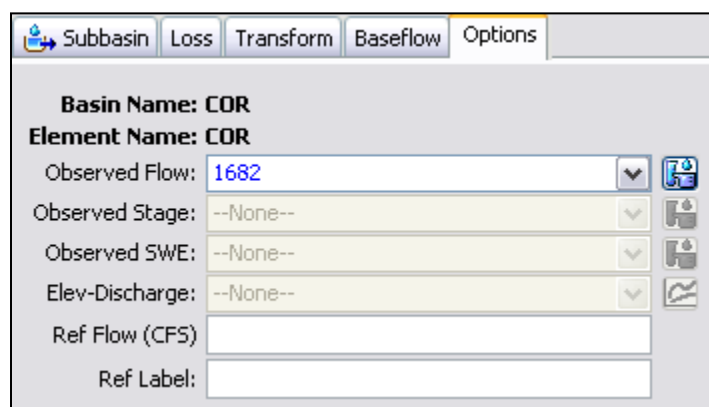 Subbasin Loss Transform Baseflow Options
Basin Name: COR
Element Name: COR
Observed Flow: 1682
Observed Stage: --None--
Observed SWE: --None--
Elev-Discharge: --None--
Ref Flow (CFS)
Ref Label: